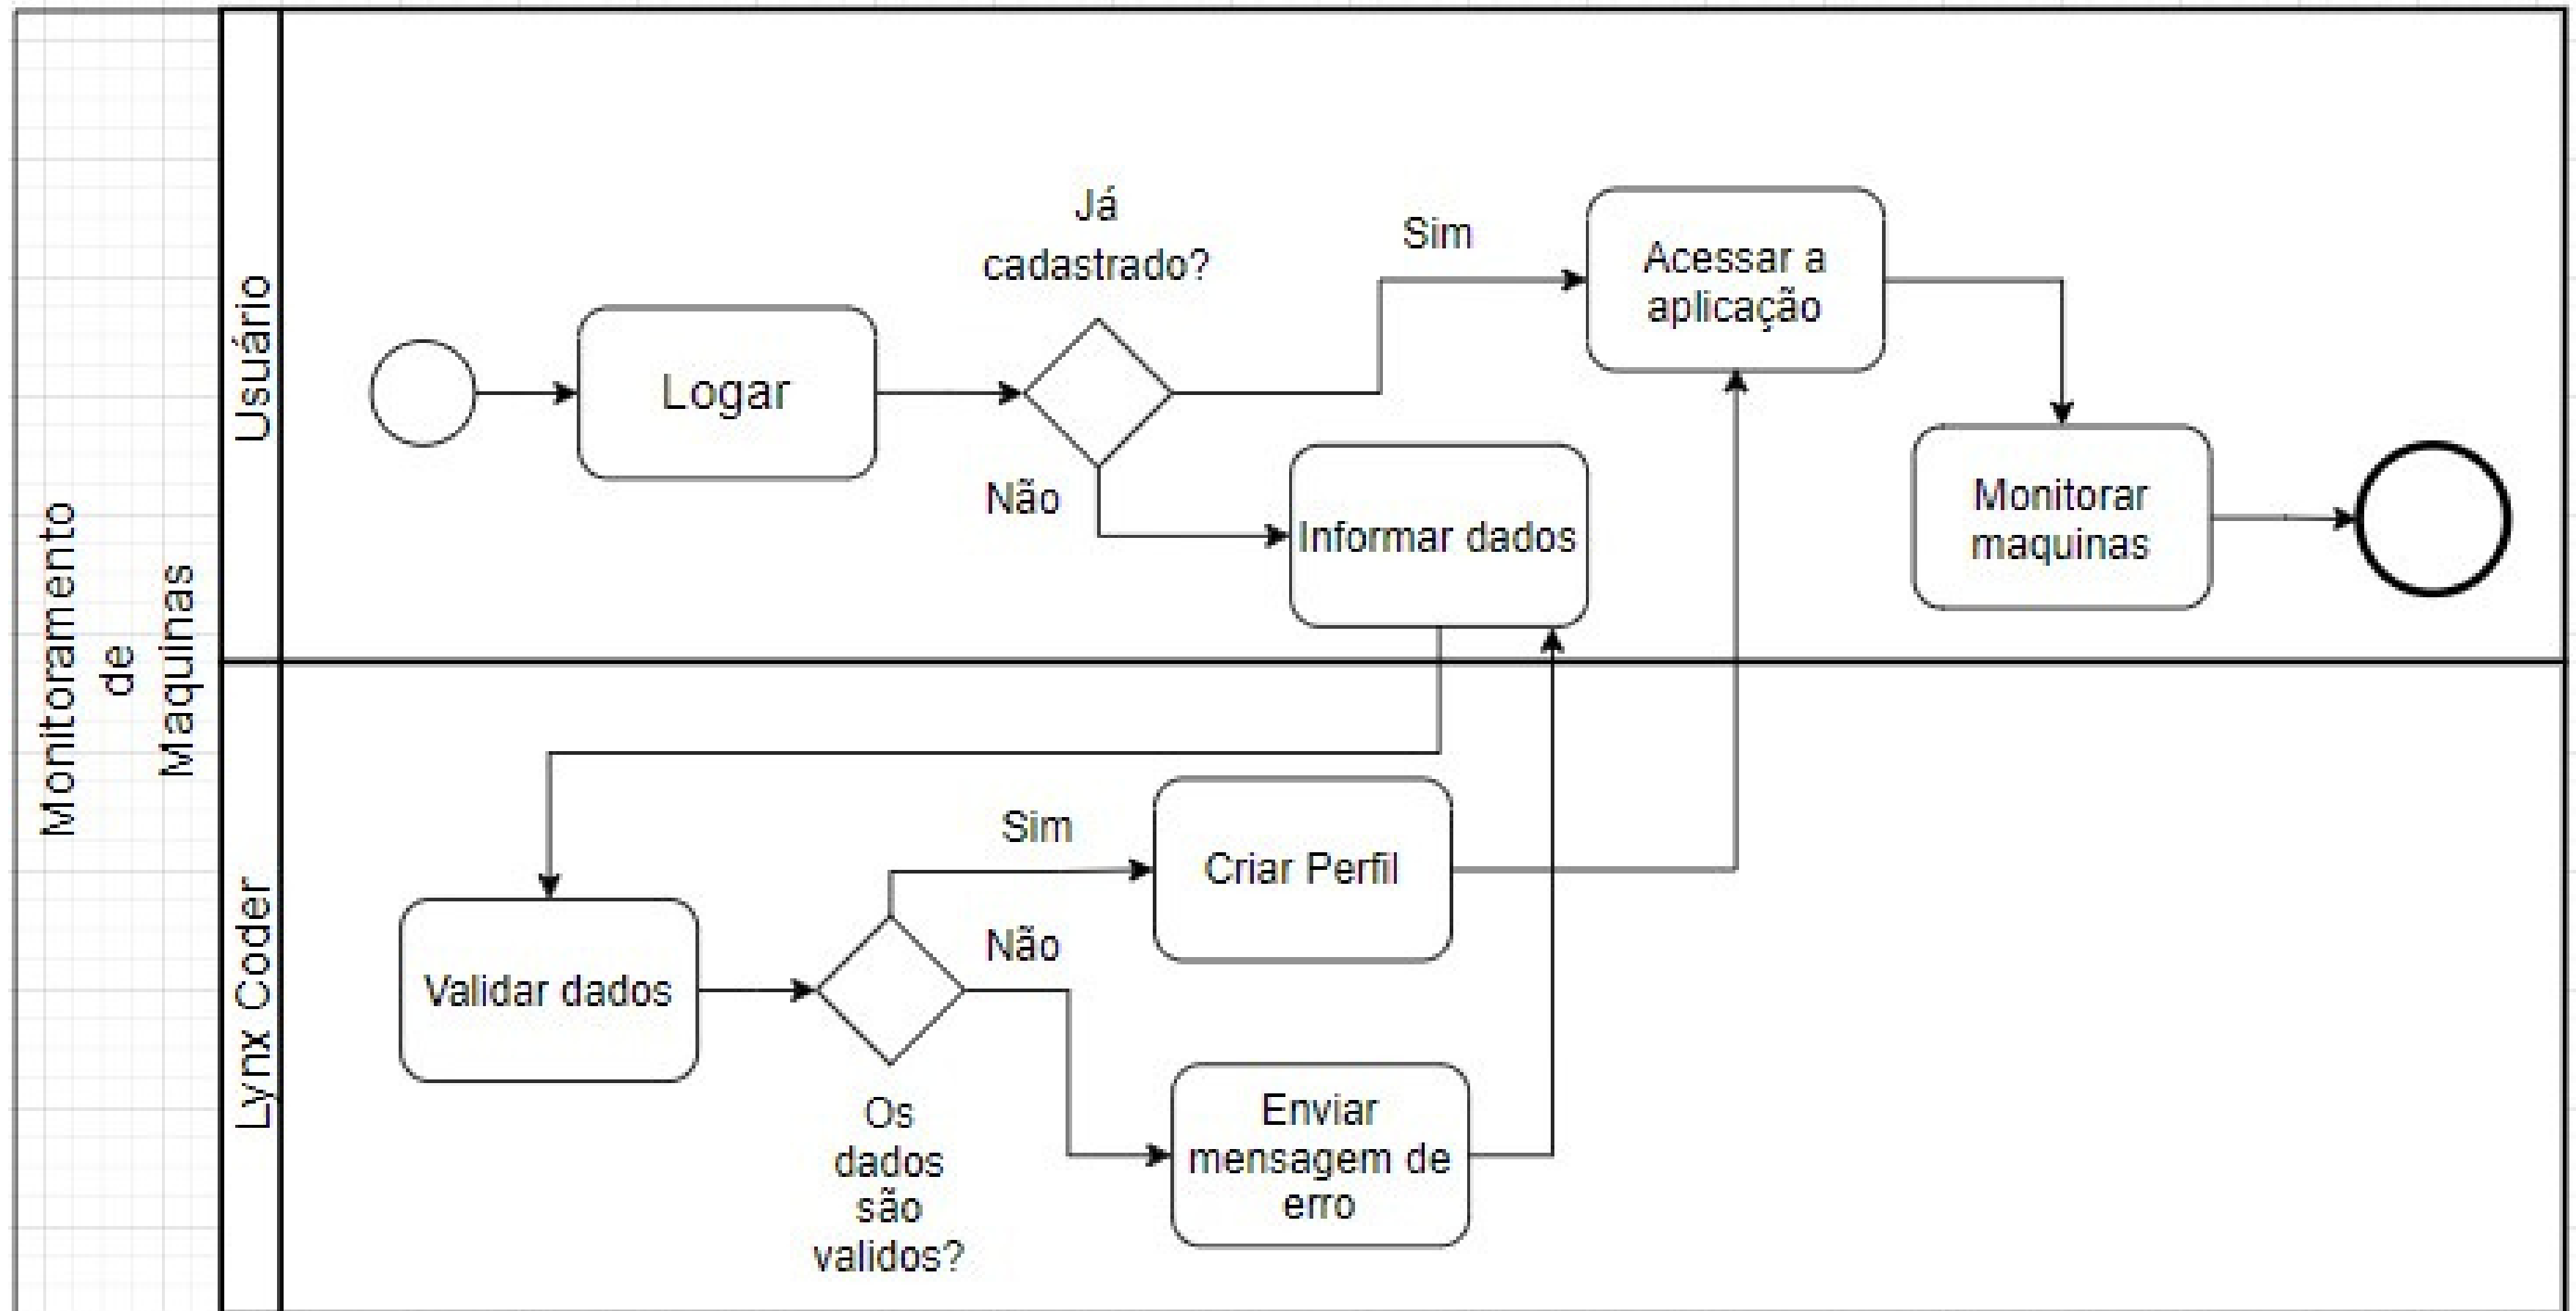 Monitoramento
de
Maquinas
Usuário
Logar
Já
cadastrado?
Sim
Não
Acessar a
aplicação
Informar dados
Monitorar
maquinas
Lynx Coder
Validar dados
Os
dados
são
validos?
Sim
Não
Criar Perfil
Enviar
mensagem de
erro